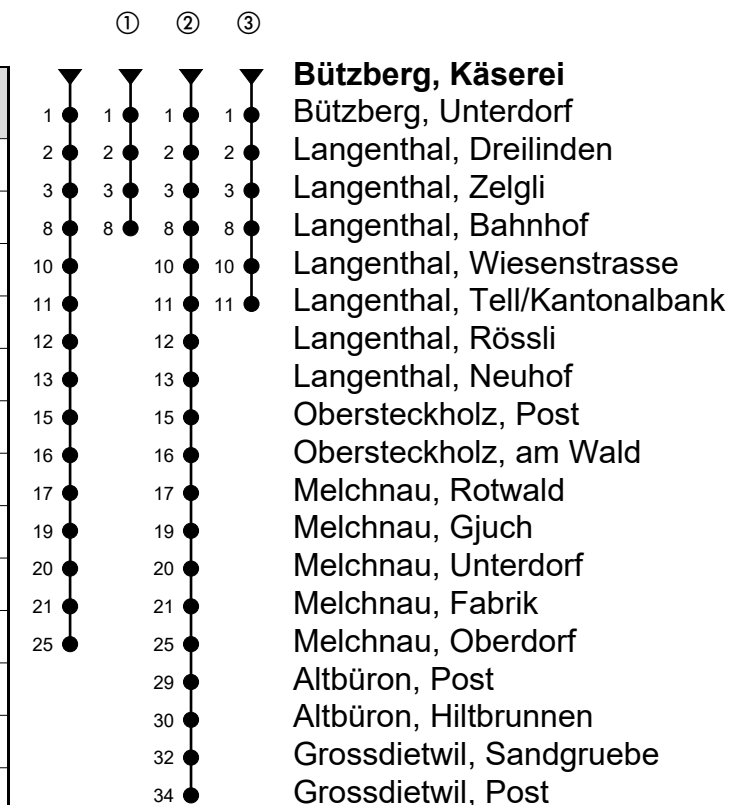 ① ② ③
Bützberg, Käserei
1 1 1 1 Bützberg, Unterdorf
2 2 2 2 Langenthal, Dreilinden
3 3 3 3 Langenthal, Zelgli
8 8 8 8 Langenthal, Bahnhof
10 10 10 Langenthal, Wiesenstrasse
11 11 11 Langenthal, Tell/Kantonalbank
12 12 Langenthal, Rössli
13 13 Langenthal, Neuhof
15 15 Obersteckholz, Post
16 16 Obersteckholz, am Wald
17 17 Melchnau, Rotwald
19 19 Melchnau, Gjuch
20 20 Melchnau, Unterdorf
21 21 Melchnau, Fabrik
25 25 Melchnau, Oberdorf
29 Altbüron, Post
30 Altbüron, Hiltbrunnen
32 Grossdietwil, Sandgruebe
34 Grossdietwil, Post